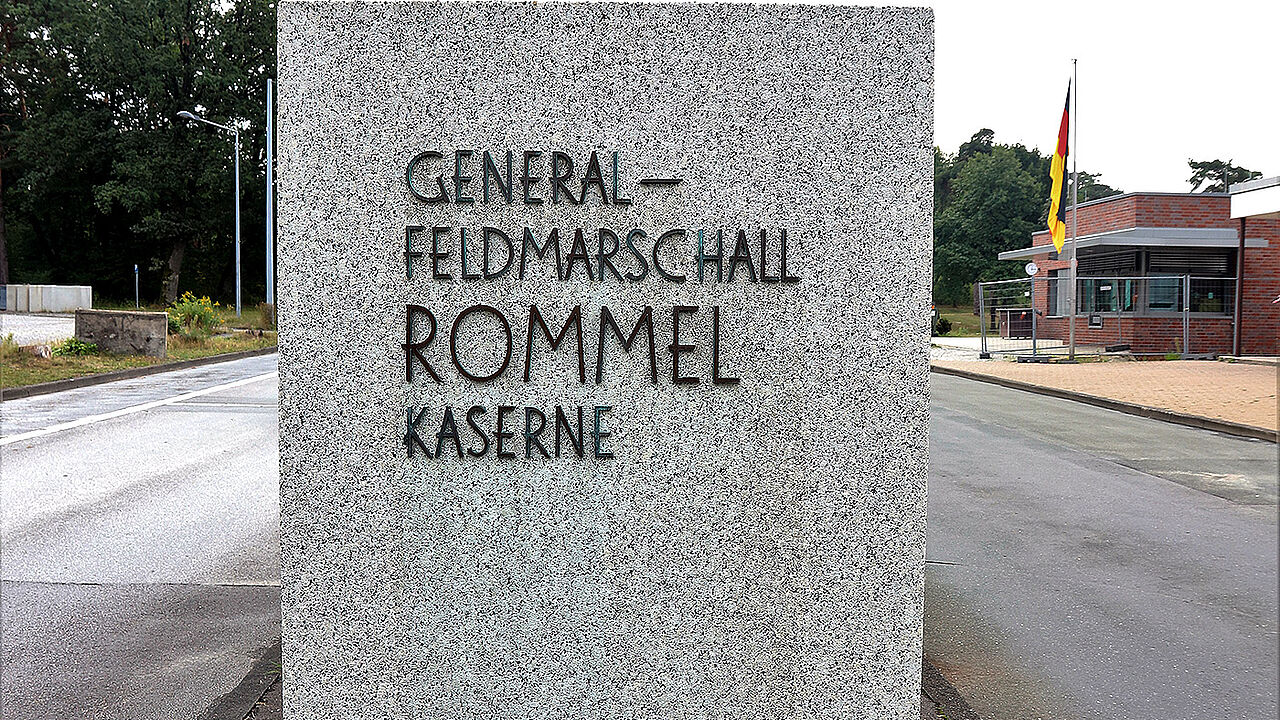 GENERAL –
FELDMARSCHALL
ROMMEL
KASERNE